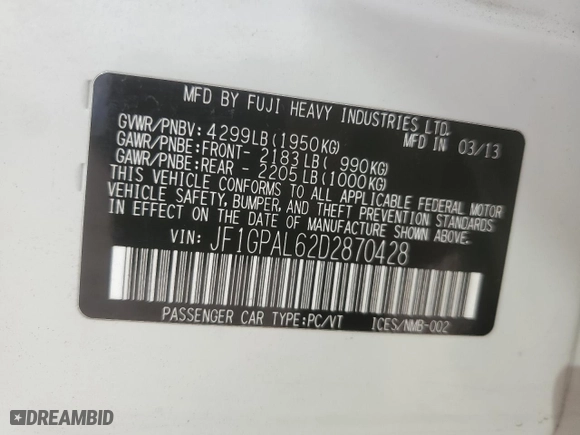 MFD BY FUJI HEAVY INDUSTRIES LTD.
MFD IN 03/13
GVWR/PNBV: 4299LB(1950KG)
GAWR/PNBE:FRONT- 2183LB( 990KG)
GAWR/PNBE:REAR - 2205LB(1000KG)
THIS VEHICLE CONFORMS TO ALL APPLICABLE FEDERAL MOTOR
VEHICLE SAFETY, BUMPER, AND THEFT PREVENTION STANDARDS
IN EFFECT ON THE DATE OF MANUFACTURE SHOWN ABOVE.
VIN: JF1GPAL62D2870428
PASSENGER CAR TYPE:PC/VT ICES/NMB-002
DREAMBID